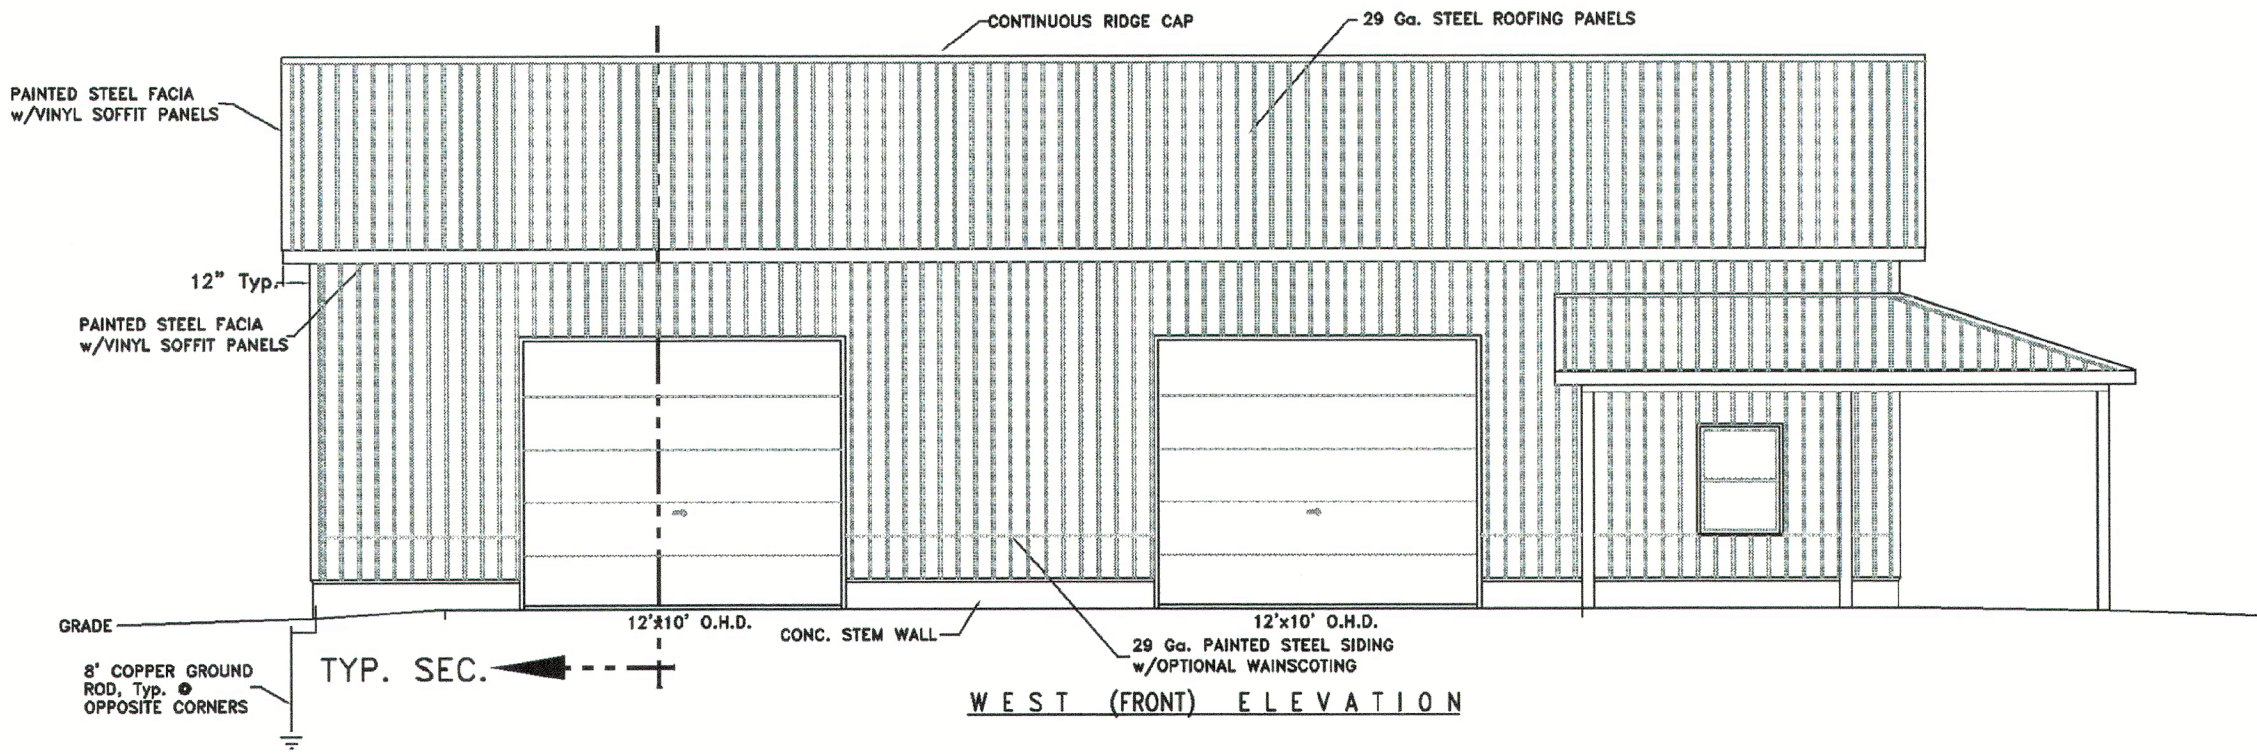 CONTINUOUS RIDGE CAP
29 Ga. STEEL ROOFING PANELS
PAINTED STEEL FACIA
w/VINYL SOFFIT PANELS
12" Typ.
PAINTED STEEL FACIA
w/VINYL SOFFIT PANELS
GRADE
12'x10' O.H.D.
12'x10' O.H.D.
CONC. STEM WALL
29 Ga. PAINTED STEEL SIDING
w/OPTIONAL WAINSCOTING
TYP. SEC.
8' COPPER GROUND
ROD, Typ. @
OPPOSITE CORNERS
WEST (FRONT) ELEVATION